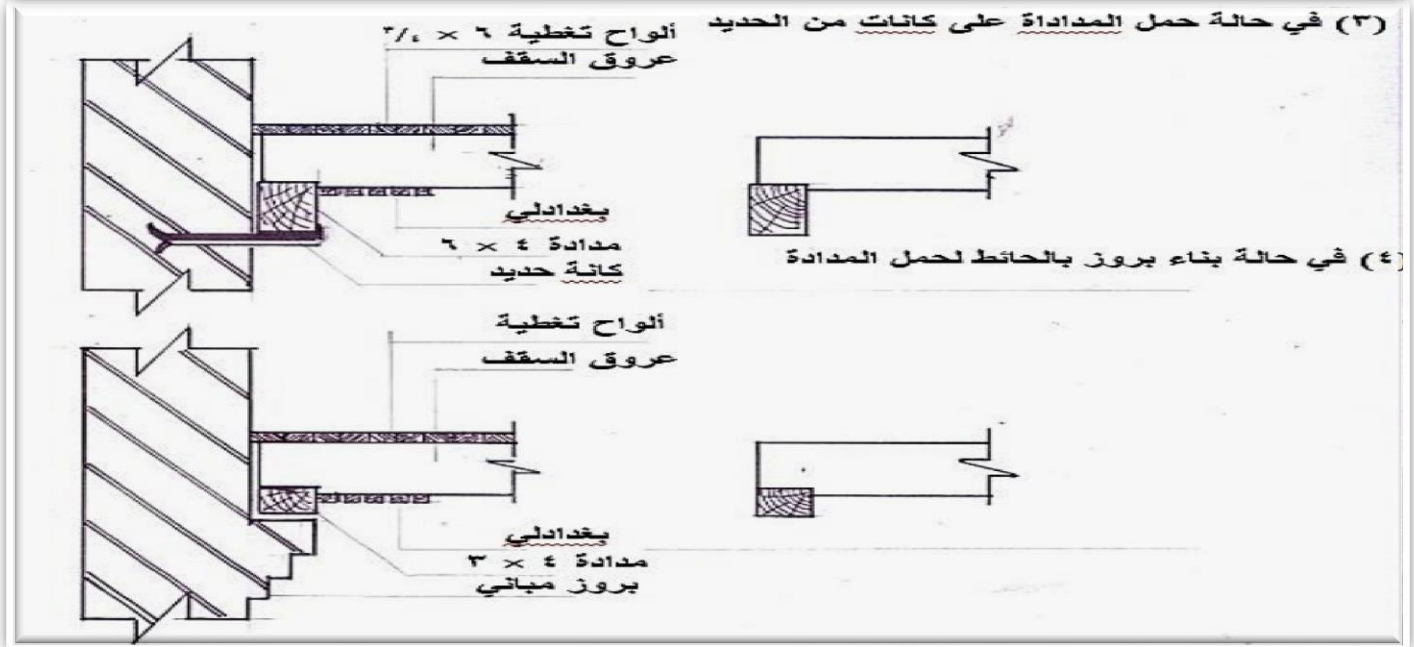 (٣) في حالة حمل المداداة على كانات من الحديد
ألواح تغطية ٦ × ٣/٤
عروق السقف
بغدادلي
مدادة ٤ × ٦
كانة حديد
(٤) في حالة بناء بروز بالحائط لحمل المدادة
ألواح تغطية
عروق السقف
بغدادلي
مدادة ٤ × ٣
بروز مباني